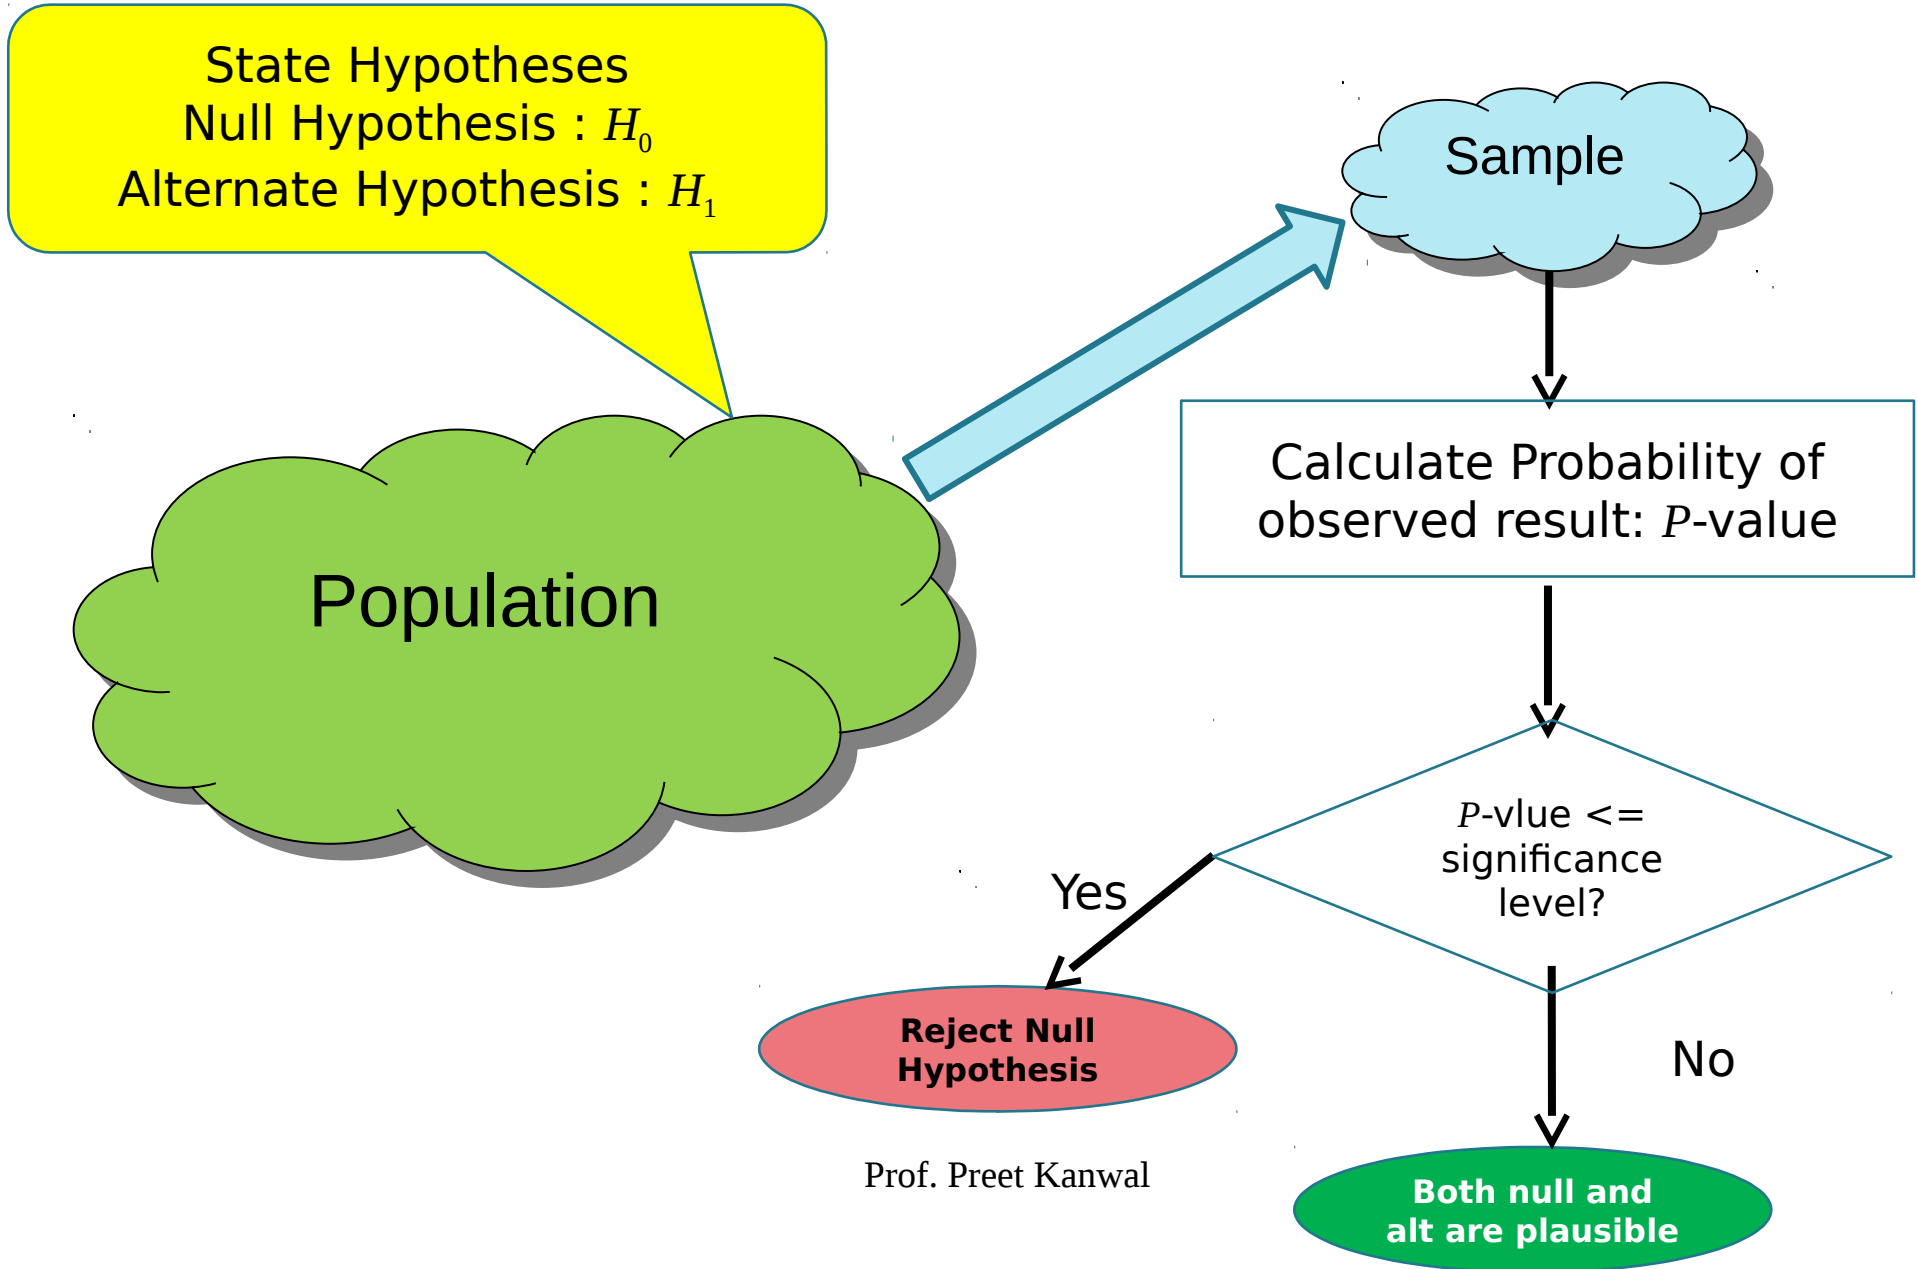 State Hypotheses
Null Hypothesis : H₀
Alternate Hypothesis : H₁
Sample
Population
Calculate Probability of
observed result: P-value
P-vlue <=
significance
level?
Yes
No
Reject Null
Hypothesis
Both null and
alt are plausible
Prof. Preet Kanwal